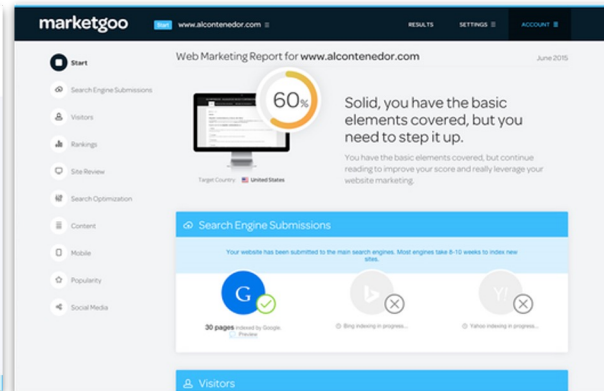 marketgoo
Start www.alcontenedor.com
RESULTS
SETTINGS
ACCOUNT
Web Marketing Report for www.alcontenedor.com
June 2015
Start
Search Engine Submissions
Visitors
Rankings
Site Review
Search Optimization
Content
Mobile
Popularity
Social Media
60%
Target Country: United States
Solid, you have the basic
elements covered, but you
need to step it up.
You have the basic elements covered, but continue
reading to improve your score and really leverage your
website marketing.
Search Engine Submissions
Your website has been submitted to the main search engines. Most engines take 8-10 weeks to index new
sites.
G
b
Y!
30 pages indexed by Google.
Preview
Bing indexing in progress...
Yahoo indexing in progress...
Visitors